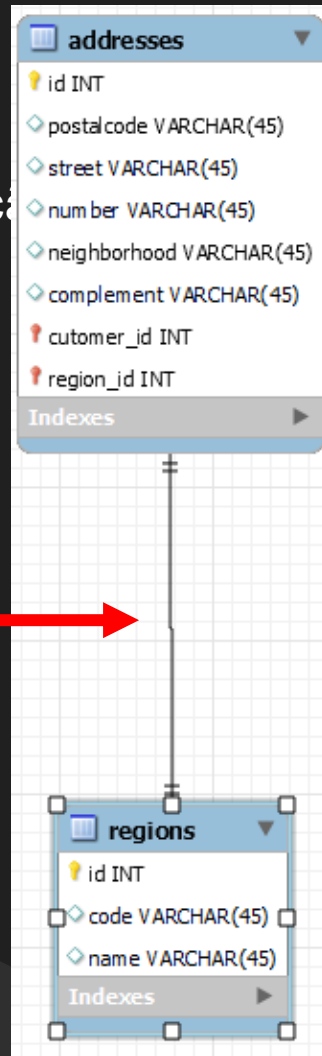 addresses
id INT
postalcode VARCHAR(45)
street VARCHAR(45)
number VARCHAR(45)
neighborhood VARCHAR(45)
complement VARCHAR(45)
cutomer_id INT
region_id INT
Indexes
regions
id INT
code VARCHAR(45)
name VARCHAR(45)
Indexes